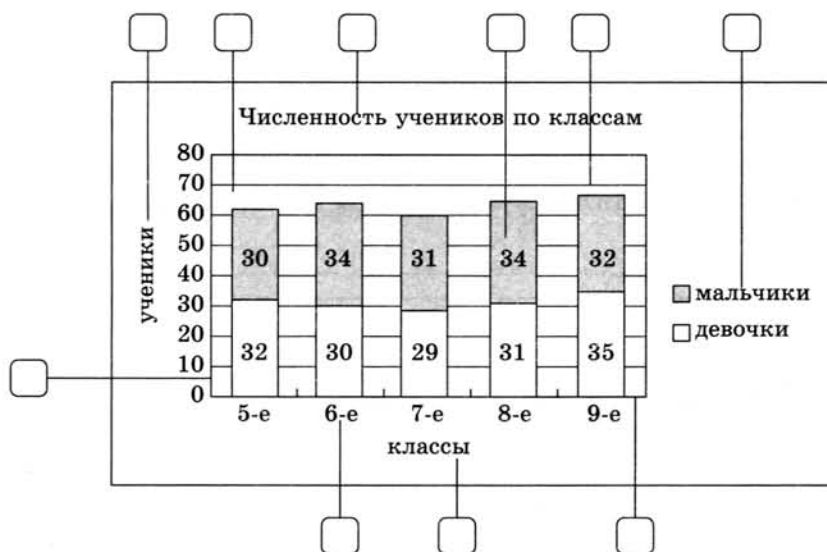 Численность учеников по классам
80
70
60
50
40
30
20
10
0
ученики
30 34 31 34 32
32 30 29 31 35
мальчики
девочки
5-е 6-е 7-е 8-е 9-е
классы